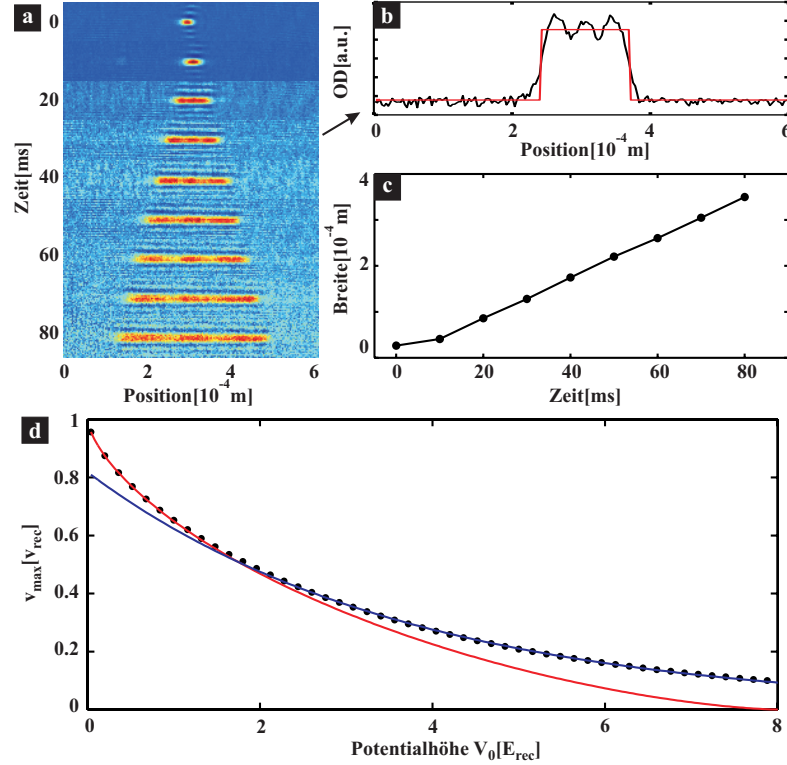 a
0
20
40
60
80
Zeit[ms]
0 2 4 6
Position[10⁻⁴ m]
b
OD[a.u.]
0 2 4 6
Position[10⁻⁴ m]
c
4
2
0
Breite[10⁻⁴ m]
0 20 40 60 80
Zeit[ms]
d
1
0.8
0.6
0.4
0.2
0
v_max[v_rec]
0 2 4 6 8
Potentialhöhe V₀[E_rec]